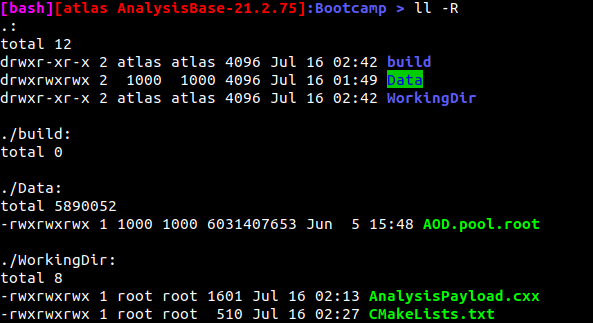 [bash][atlas AnalysisBase-21.2.75]:Bootcamp > ll -R
.:
total 12
drwxr-xr-x 2 atlas atlas 4096 Jul 16 02:42 build
drwxrwxrwx 2  1000  1000 4096 Jul 16 01:49 Data
drwxr-xr-x 2 atlas atlas 4096 Jul 16 02:42 WorkingDir

./build:
total 0

./Data:
total 5890052
-rwxrwxrwx 1 1000 1000 6031407653 Jun  5 15:48 AOD.pool.root

./WorkingDir:
total 8
-rwxrwxrwx 1 root root 1601 Jul 16 02:13 AnalysisPayload.cxx
-rwxrwxrwx 1 root root  510 Jul 16 02:27 CMakeLists.txt